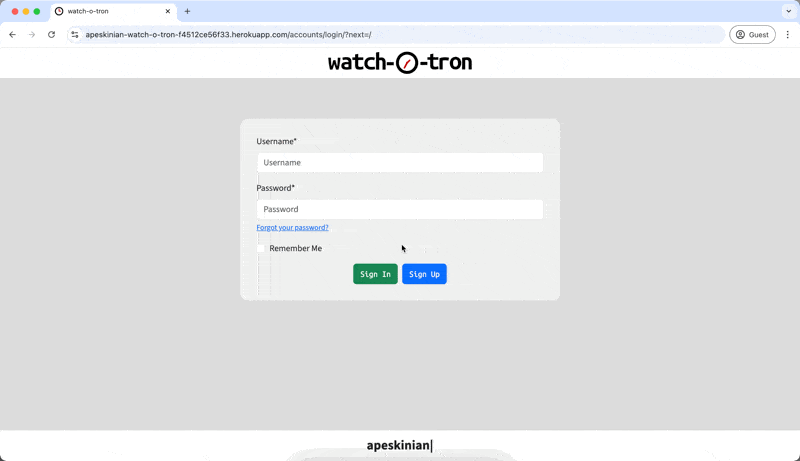 watch-o-tron
apeskinian-watch-o-tron-f4512ce56f33.herokuapp.com/accounts/login/?next=/
Guest
watch-o-tron
Username*
Username
Password*
Password
Forgot your password?
Remember Me
Sign In
Sign Up
apeskinian|